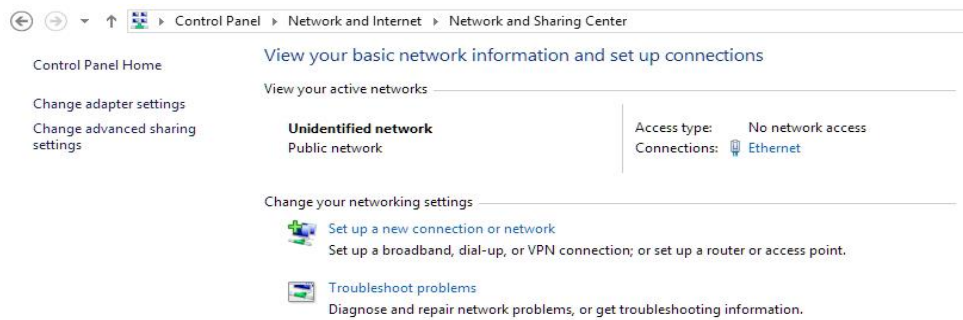 Control Panel Network and Internet Network and Sharing Center
Control Panel Home
Change adapter settings
Change advanced sharing
settings
View your basic network information and set up connections
View your active networks
Unidentified network
Public network
Access type: No network access
Connections: Ethernet
Change your networking settings
Set up a new connection or network
Set up a broadband, dial-up, or VPN connection; or set up a router or access point.
Troubleshoot problems
Diagnose and repair network problems, or get troubleshooting information.